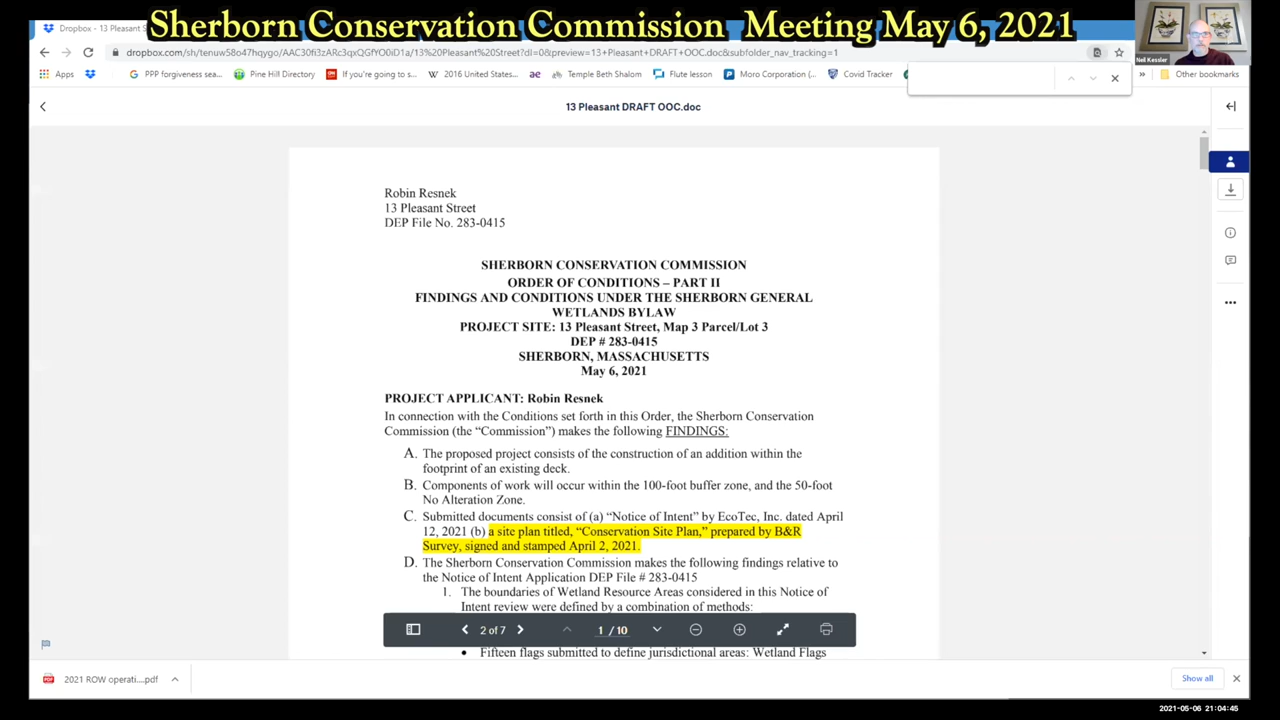 Sherborn Conservation Commission Meeting May 6, 2021
Dropbox - 13 Pleasant S
dropbox.com/sh/tenuw58o47hqygo/AAC30fi3zARc3qxQGfYO0iD1a/13%20Pleasant%20Street?dl=0&preview=13+Pleasant+DRAFT+OOC.doc&subfolder_nav_tracking=1
Neil Kessler
Apps
PPP forgiveness sea...
Pine Hill Directory
If you're going to s...
2016 United States...
ae
Temple Beth Shalom
Flute lesson
Moro Corporation (...
Covid Tracker
»
Other bookmarks
13 Pleasant DRAFT OOC.doc
Robin Resnek
13 Pleasant Street
DEP File No. 283-0415
SHERBORN CONSERVATION COMMISSION
ORDER OF CONDITIONS – PART II
FINDINGS AND CONDITIONS UNDER THE SHERBORN GENERAL
WETLANDS BYLAW
PROJECT SITE: 13 Pleasant Street, Map 3 Parcel/Lot 3
DEP # 283-0415
SHERBORN, MASSACHUSETTS
May 6, 2021
PROJECT APPLICANT: Robin Resnek
In connection with the Conditions set forth in this Order, the Sherborn Conservation
Commission (the “Commission”) makes the following FINDINGS:
A. The proposed project consists of the construction of an addition within the
footprint of an existing deck.
B. Components of work will occur within the 100-foot buffer zone, and the 50-foot
No Alteration Zone.
C. Submitted documents consist of (a) “Notice of Intent” by EcoTec, Inc. dated April
12, 2021 (b) a site plan titled, “Conservation Site Plan,” prepared by B&R
Survey, signed and stamped April 2, 2021.
D. The Sherborn Conservation Commission makes the following findings relative to
the Notice of Intent Application DEP File # 283-0415
1. The boundaries of Wetland Resource Areas considered in this Notice of
Intent review were defined by a combination of methods:
2 of 7
1 / 10
• Fifteen flags submitted to define jurisdictional areas: Wetland Flags
2021 ROW operati....pdf
Show all
2021-05-06 21:04:45